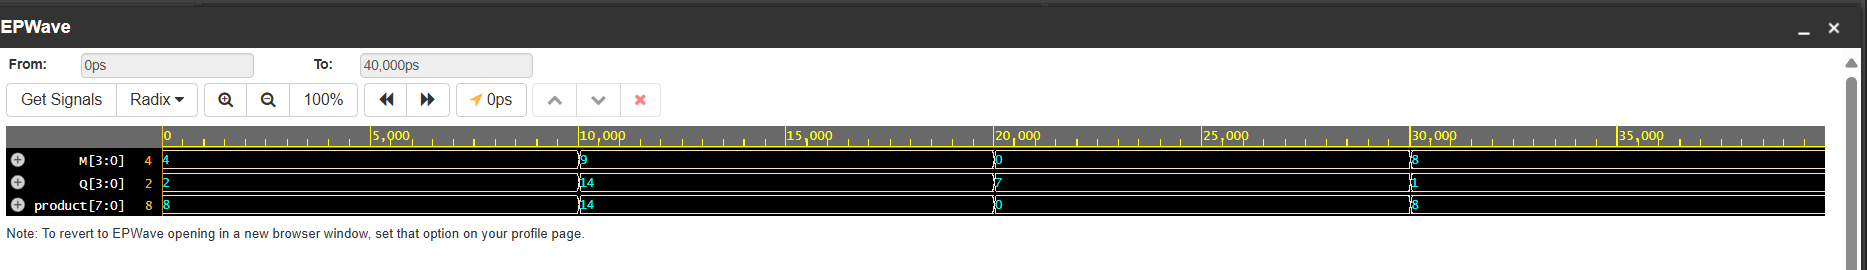 EPWave
From: 0ps To: 40,000ps
Get Signals Radix 100% 0ps
0 5,000 10,000 15,000 20,000 25,000 30,000 35,000
M[3:0] 4 4 9 0 8
Q[3:0] 2 2 14 7 1
product[7:0] 8 8 14 0 8
Note: To revert to EPWave opening in a new browser window, set that option on your profile page.